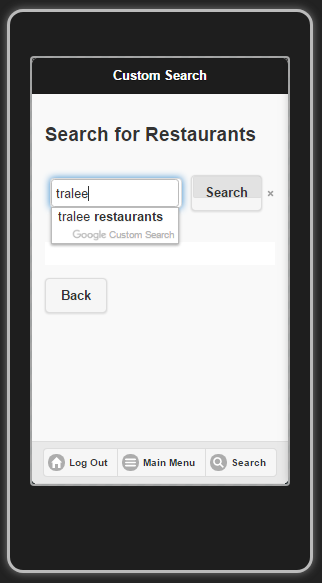 Custom Search
Search for Restaurants
tralee Search ×
tralee restaurants
Google Custom Search
Back
Log Out Main Menu Search